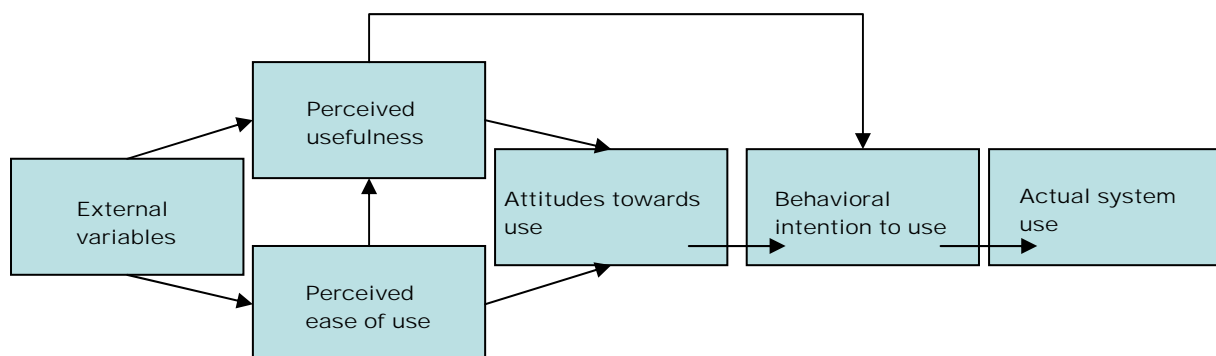 Perceived
usefulness
External
variables
Perceived
ease of use
Attitudes towards
use
Behavioral
intention to use
Actual system
use